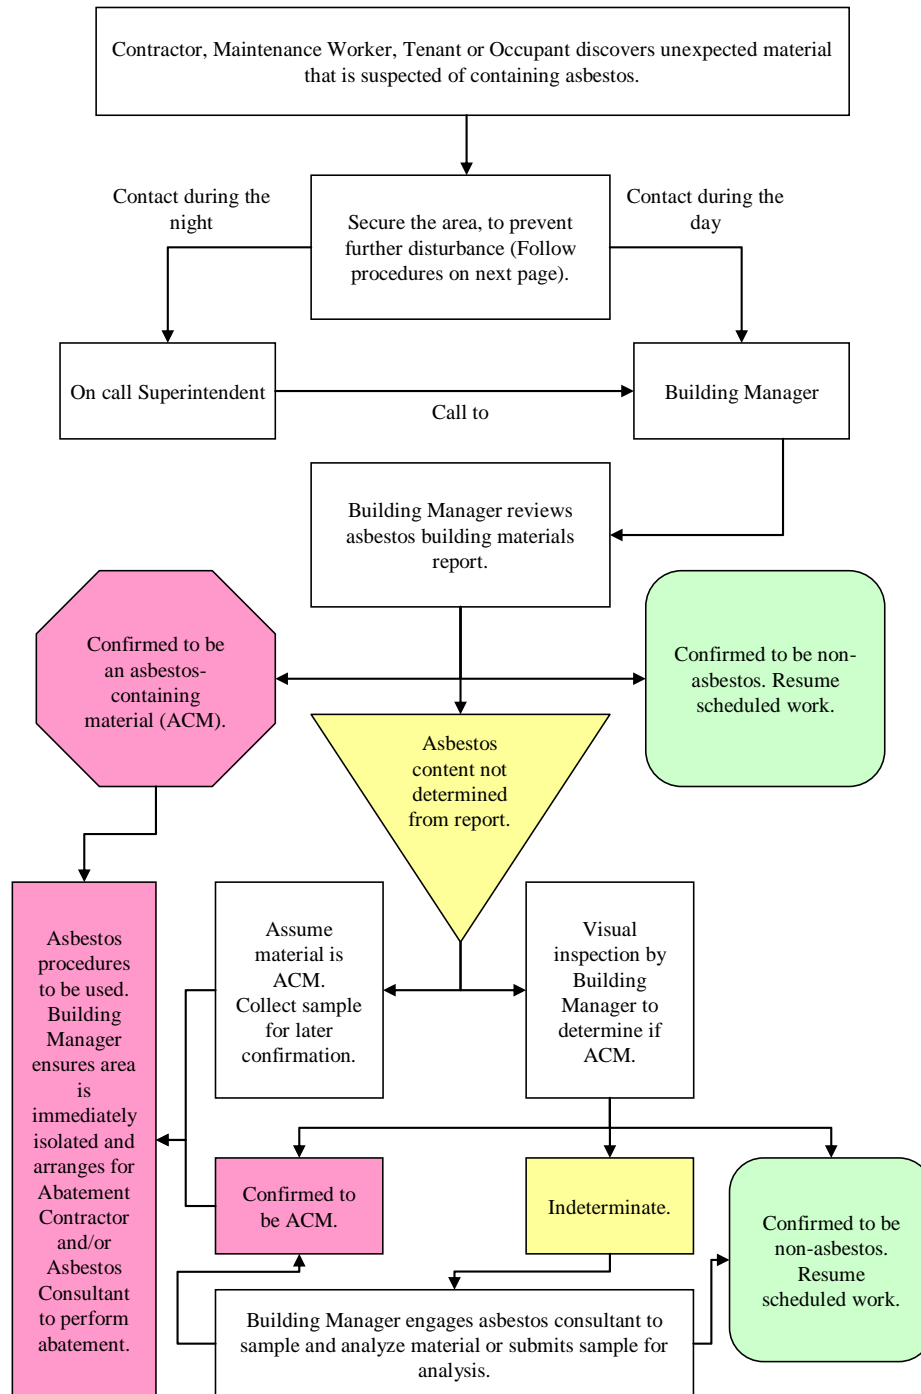 Contractor, Maintenance Worker, Tenant or Occupant discovers unexpected material
that is suspected of containing asbestos.
Contact during the
night
Secure the area, to prevent
further disturbance (Follow
procedures on next page).
Contact during the
day
On call Superintendent
Call to
Building Manager
Building Manager reviews
asbestos building materials
report.
Confirmed to be
an asbestos-
containing
material (ACM).
Confirmed to be non-
asbestos. Resume
scheduled work.
Asbestos
content not
determined
from report.
Asbestos
procedures
to be used.
Building
Manager
ensures area
is
immediately
isolated and
arranges for
Abatement
Contractor
and/or
Asbestos
Consultant
to perform
abatement.
Assume
material is
ACM.
Collect sample
for later
confirmation.
Visual
inspection by
Building
Manager to
determine if
ACM.
Confirmed to
be ACM.
Indeterminate.
Confirmed to be
non-asbestos.
Resume
scheduled work.
Building Manager engages asbestos consultant to
sample and analyze material or submits sample for
analysis.